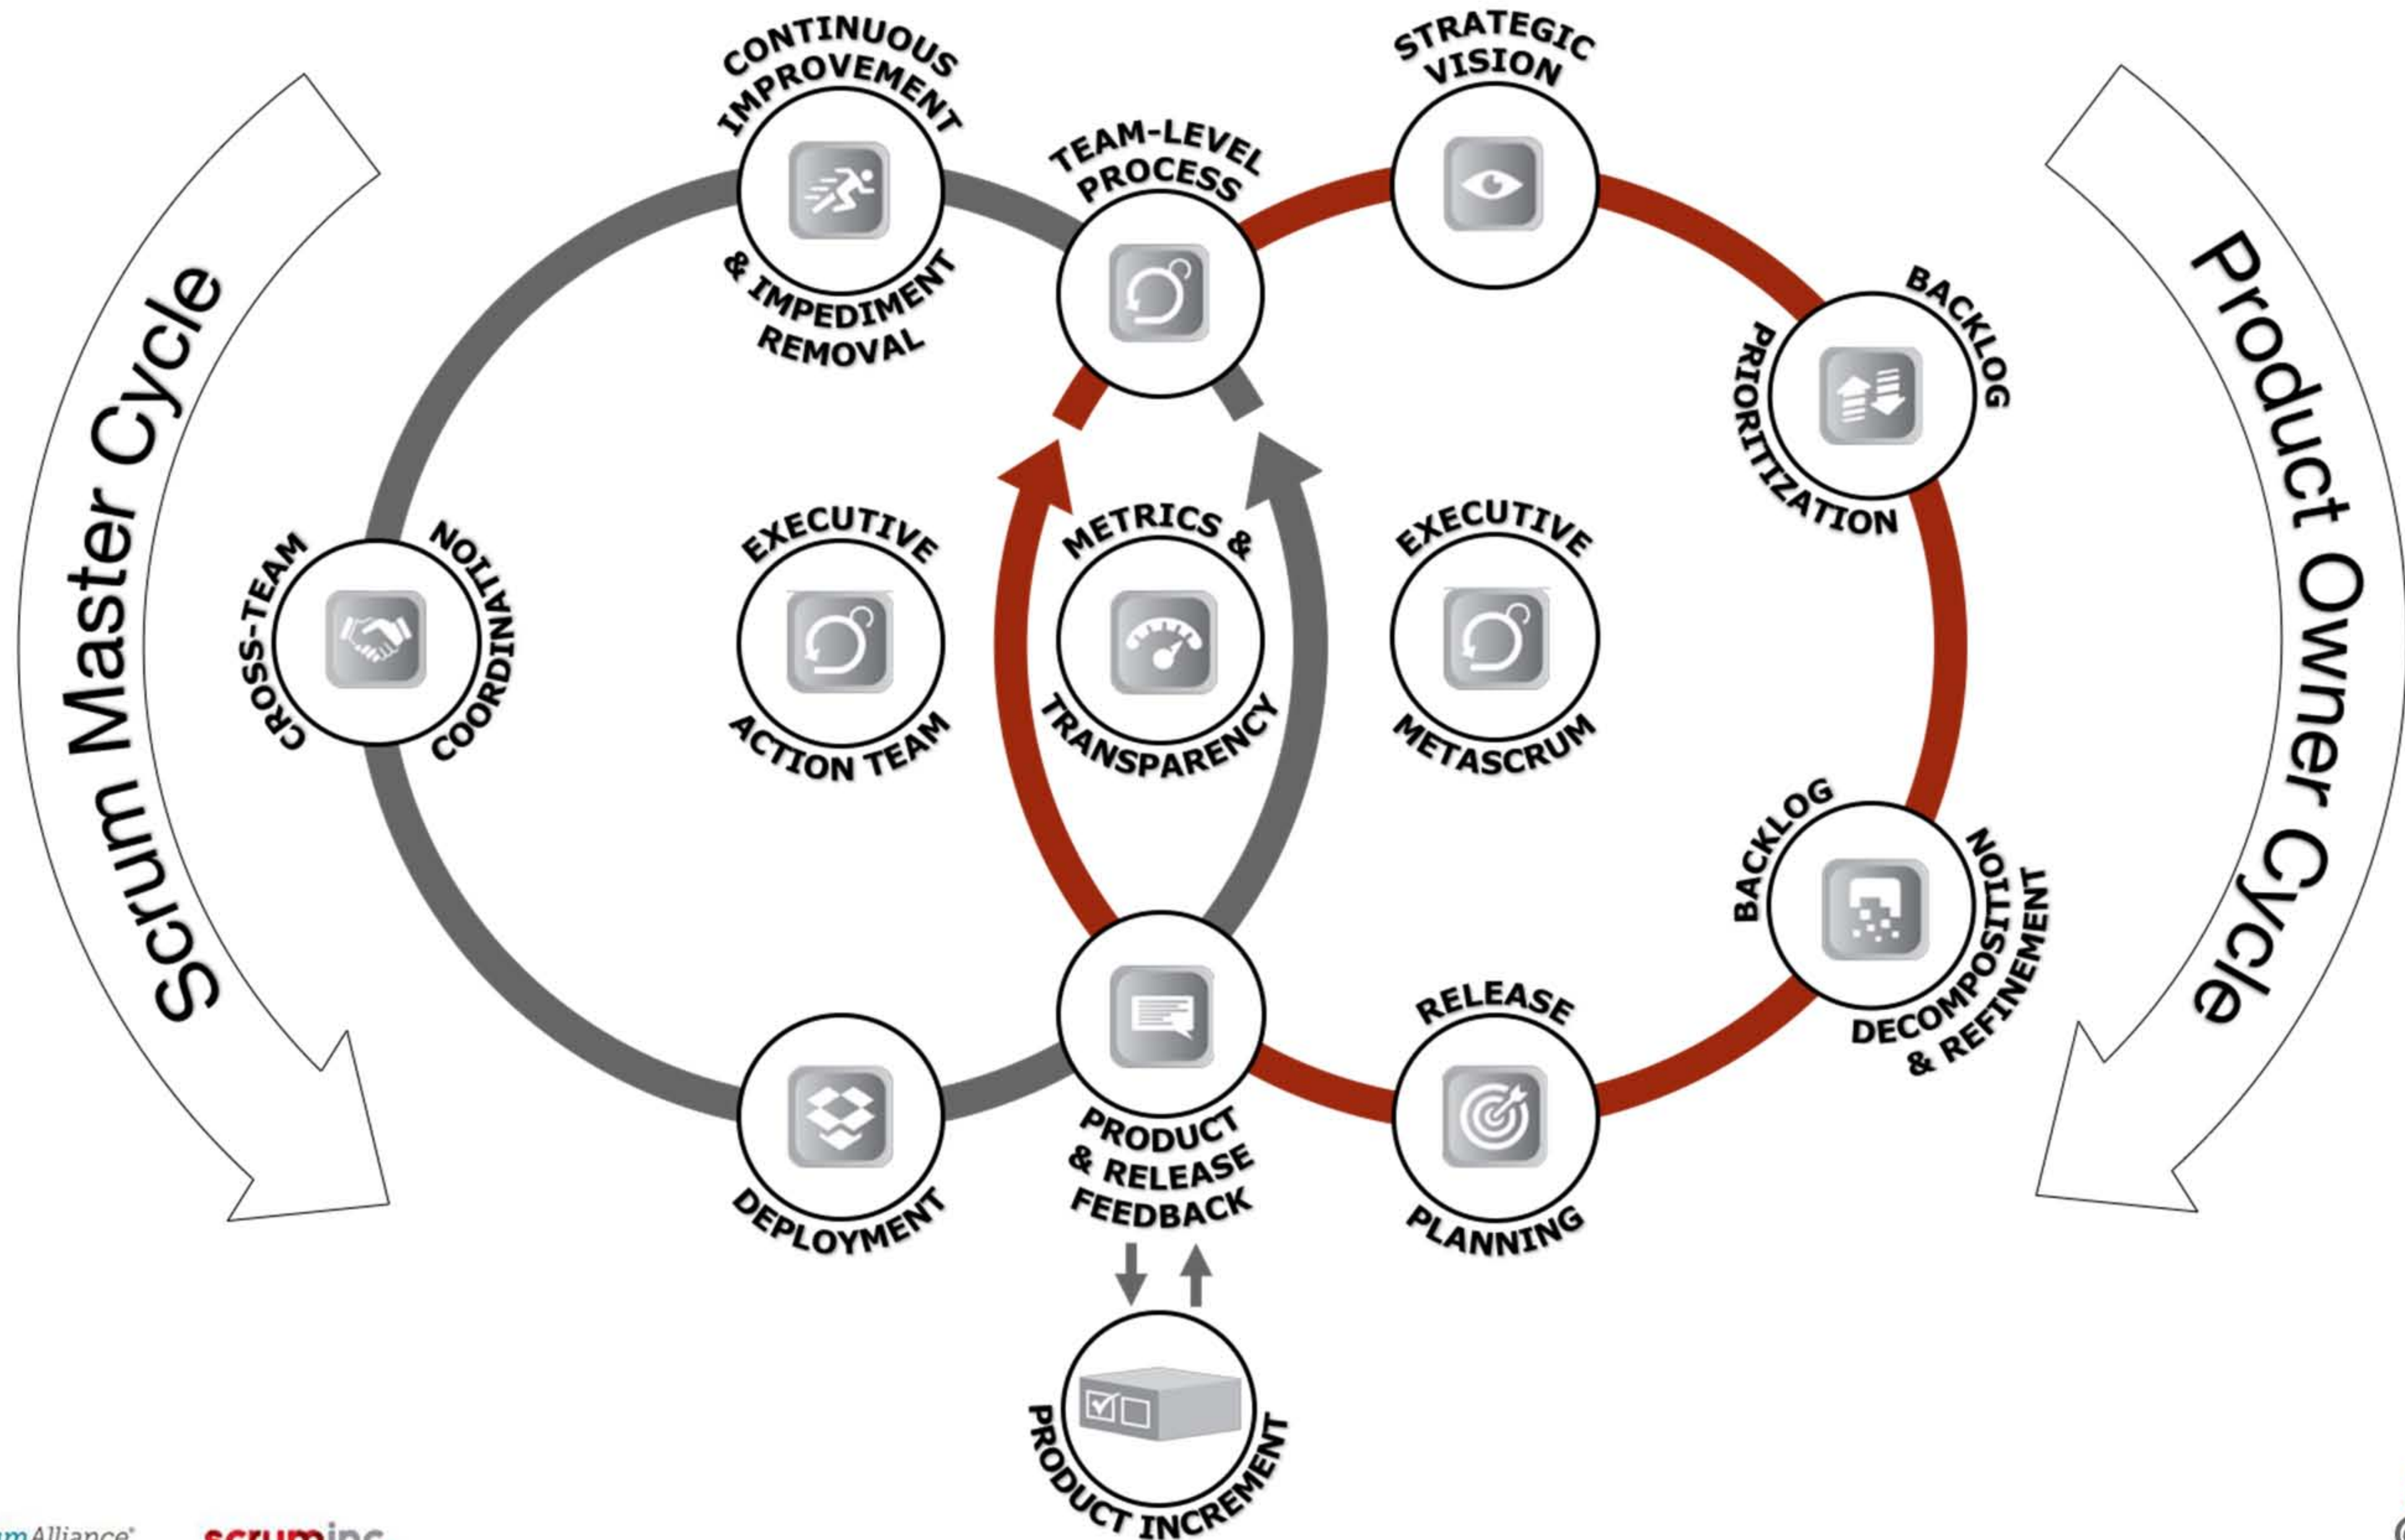 CONTINUOUS
IMPROVEMENT
& IMPEDIMENT
REMOVAL
TEAM-LEVEL
PROCESS
STRATEGIC
VISION
BACKLOG
PRIORITIZATION
Scrum Master Cycle
Product Owner Cycle
CROSS-TEAM
COORDINATION
EXECUTIVE
ACTION TEAM
METRICS &
TRANSPARENCY
EXECUTIVE
METASCRUM
BACKLOG
DECOMPOSITION
& REFINEMENT
DEPLOYMENT
PRODUCT
& RELEASE
FEEDBACK
RELEASE
PLANNING
PRODUCT INCREMENT
Alliance®
scruminc